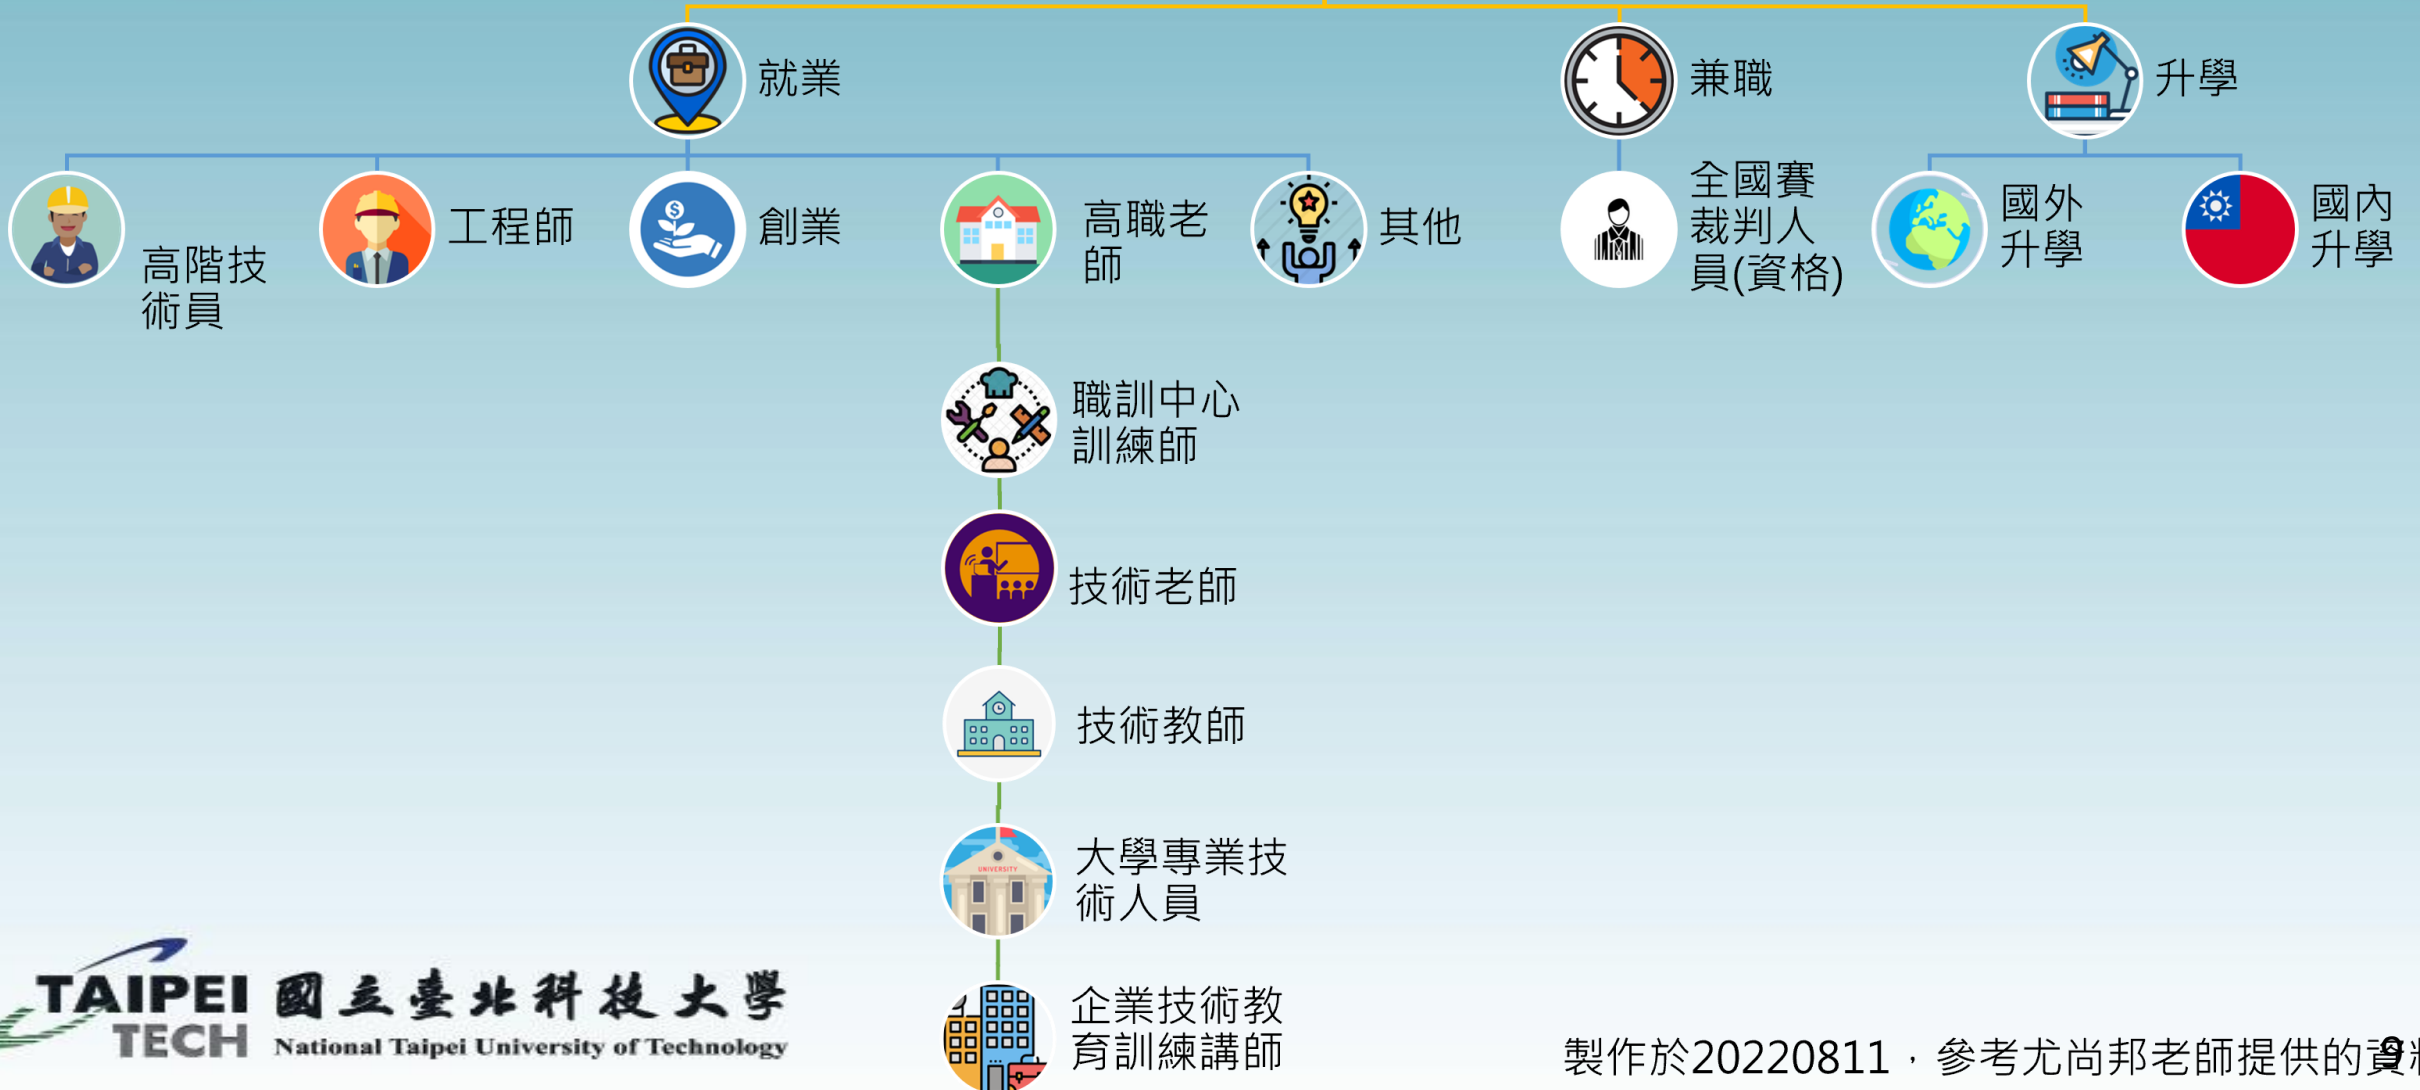 就業
兼職
升學
高階技
術員
工程師
創業
高職老
師
其他
全國賽
裁判人
員(資格)
國外
升學
國內
升學
職訓中心
訓練師
技術老師
技術教師
UNIVERSITY
大學專業技
術人員
企業技術教
育訓練講師
TAIPEI
TECH
國立臺北科技大學
National Taipei University of Technology
製作於20220811，參考尤尚邦老師提供的資
9